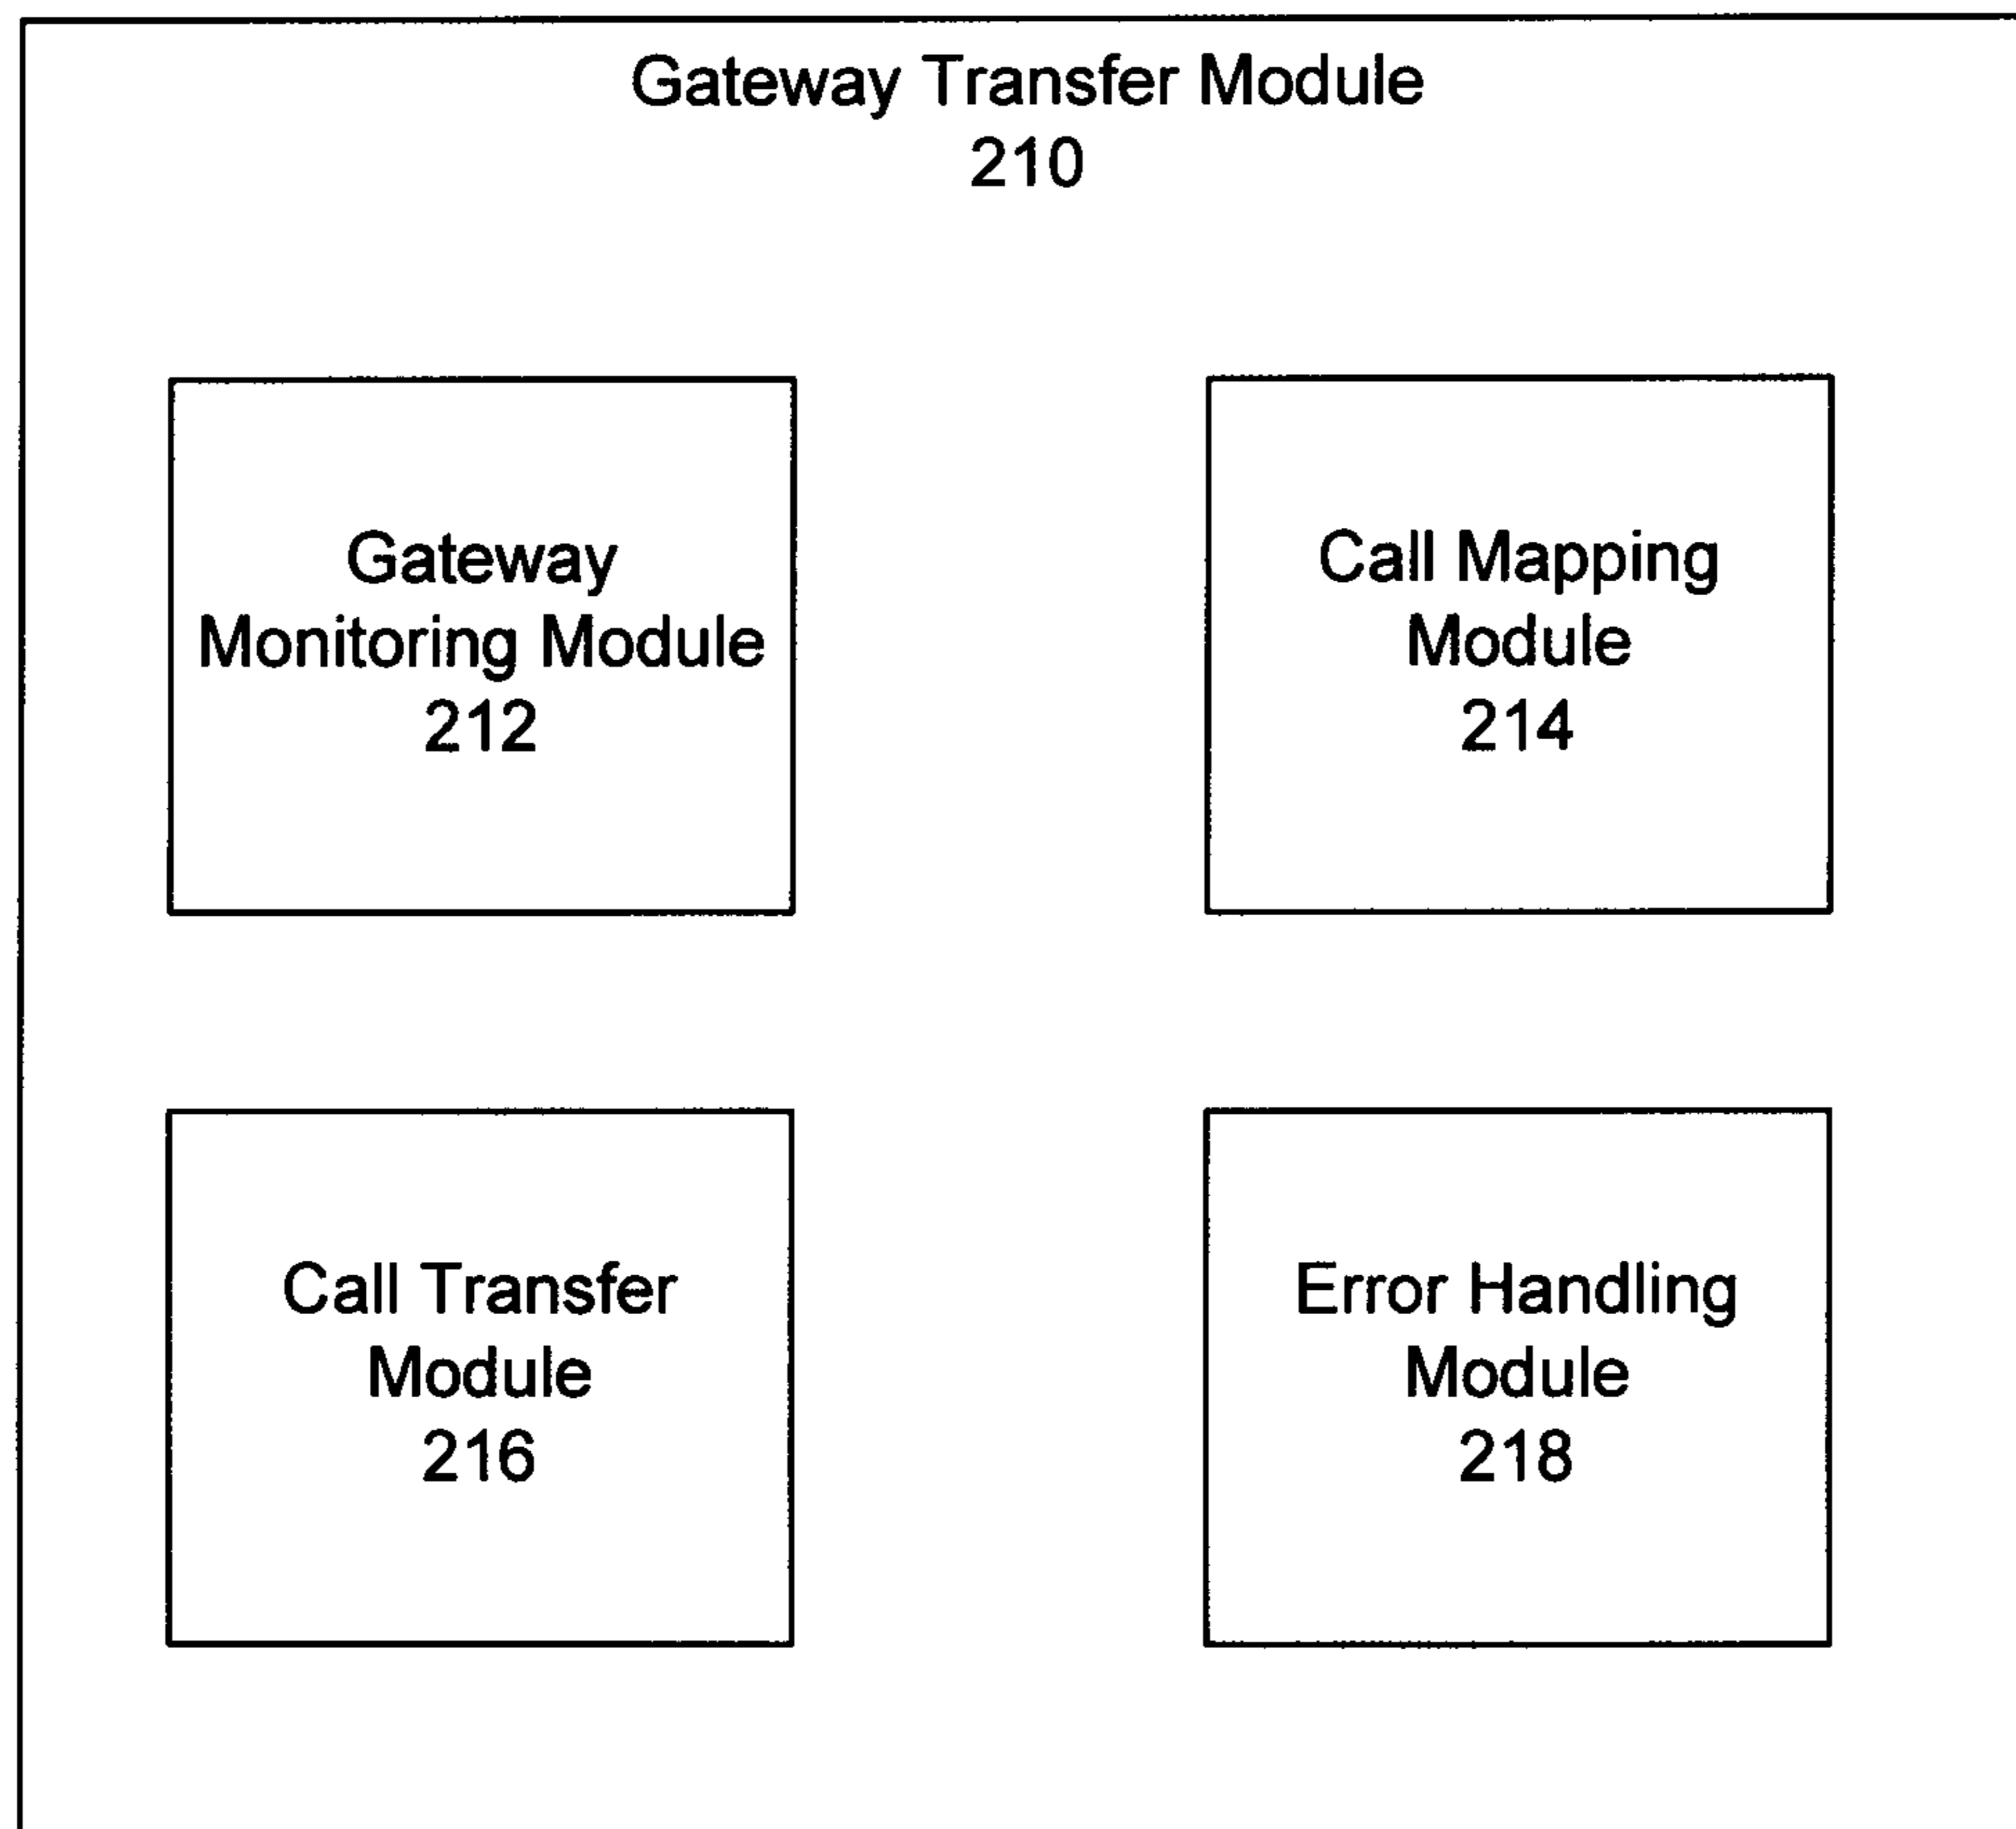 Gateway Transfer Module
210
Gateway
Monitoring Module
212
Call Mapping
Module
214
Call Transfer
Module
216
Error Handling
Module
218